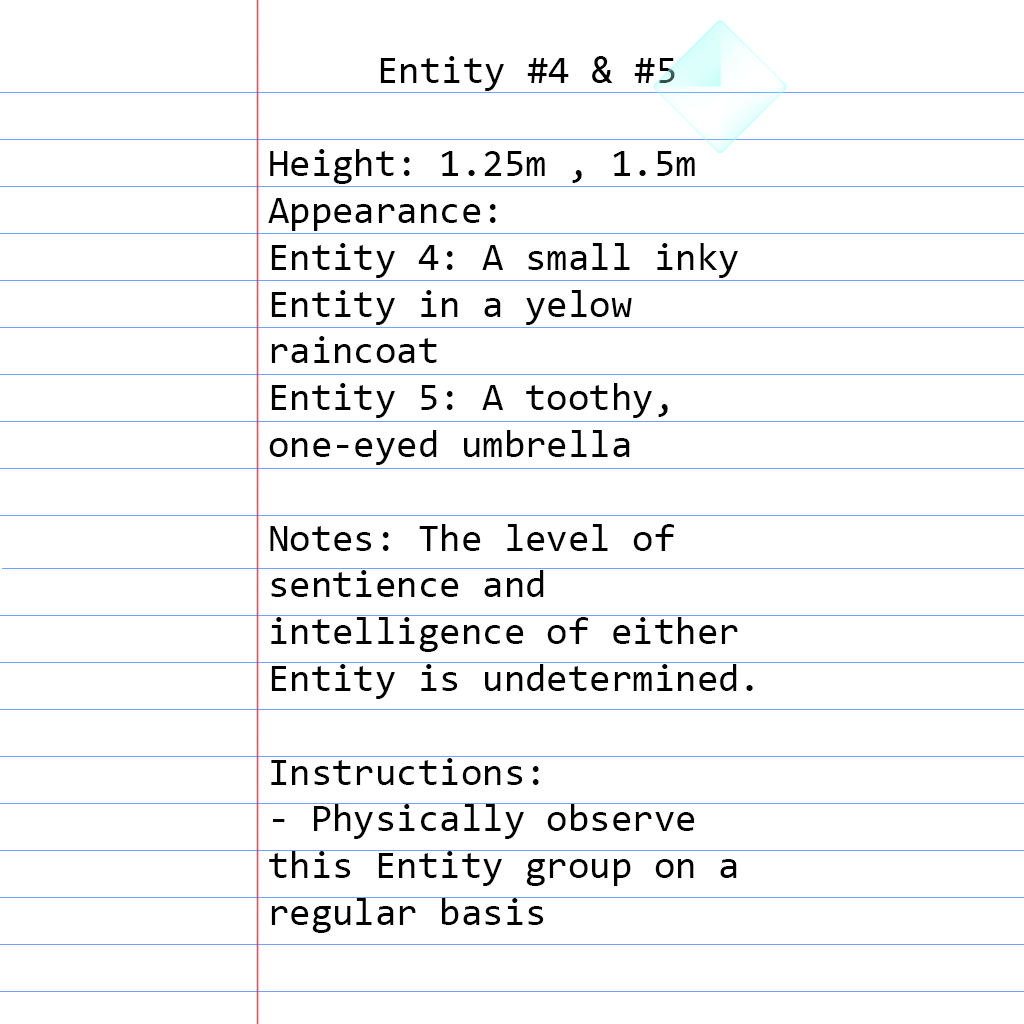 Entity #4 & #5
Height: 1.25m , 1.5m
Appearance:
Entity 4: A small inky
Entity in a yelow
raincoat
Entity 5: A toothy,
one-eyed umbrella
Notes: The level of
sentience and
intelligence of either
Entity is undetermined.
Instructions:
- Physically observe
this Entity group on a
regular basis